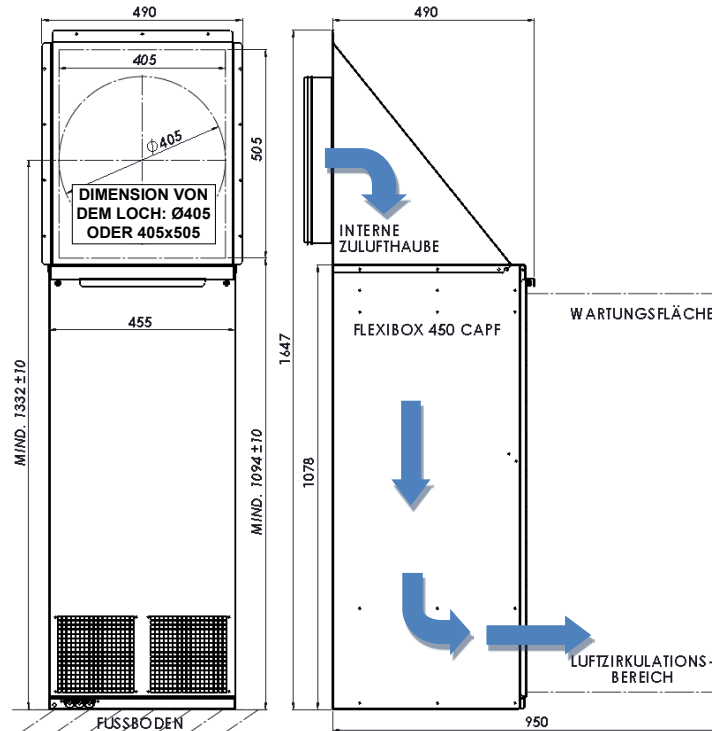 490
490
405
Ø405
505
DIMENSION VON
DEM LOCH: Ø405
ODER 405x505
INTERNE
ZULUFTHAUBE
455
FLEXIBOX 450 CAPF
WARTUNGSFLÄCHE
1647
MIND. 1332±10
MIND. 1094±10
1078
LUFTZIRKULATIONS-
BEREICH
FUSSBODEN
950